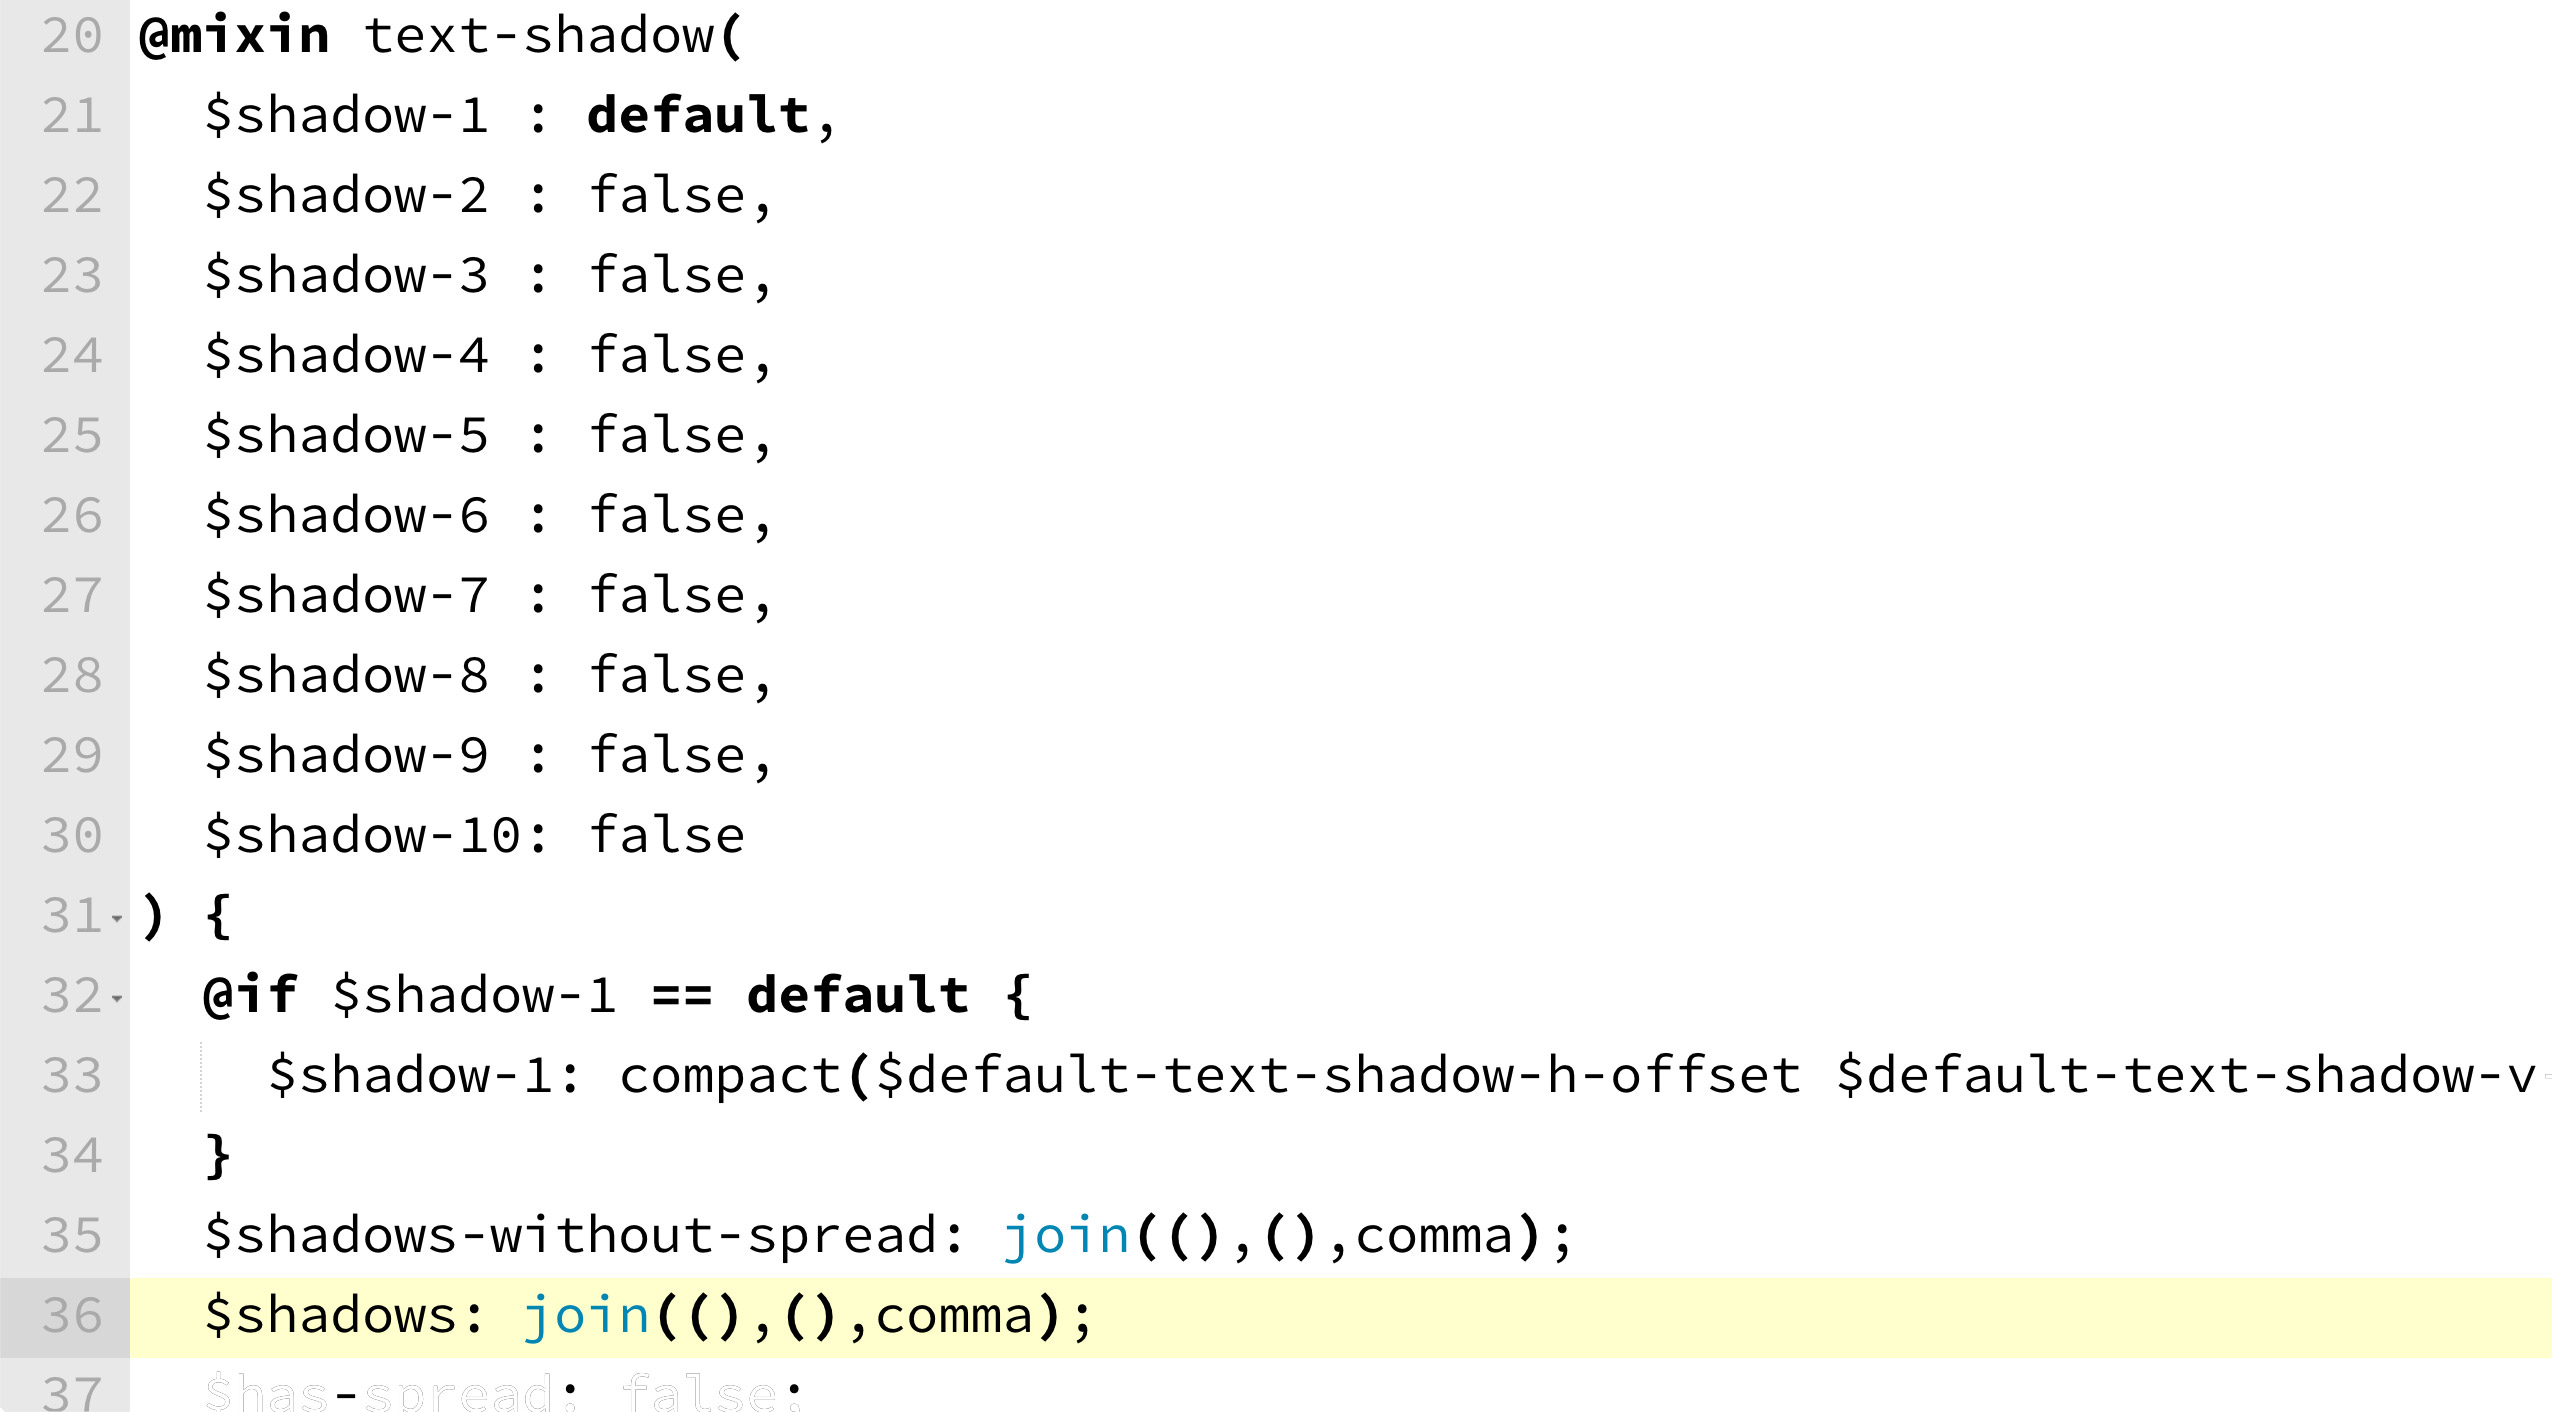 20 @mixin text-shadow(
21 $shadow-1 : default,
22 $shadow-2 : false,
23 $shadow-3 : false,
24 $shadow-4 : false,
25 $shadow-5 : false,
26 $shadow-6 : false,
27 $shadow-7 : false,
28 $shadow-8 : false,
29 $shadow-9 : false,
30 $shadow-10: false
31 ) {
32 @if $shadow-1 == default {
33 $shadow-1: compact($default-text-shadow-h-offset $default-text-shadow-v-
34 }
35 $shadows-without-spread: join((),(),comma);
36 $shadows: join((),(),comma);
37 $has-spread: false;